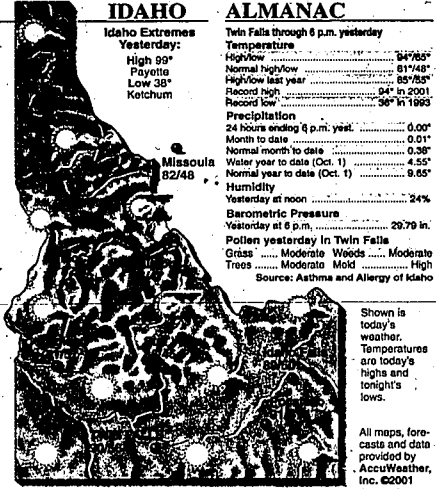 IDAHO
Idaho Extremes
Yesterday:
High 99°
Payette
Low 38°
Ketchum
Missoula
82/48
ALMANAC
Twin Falls through 6 p.m. yesterday
Temperature
High/low ........ 94°/65°
Normal high/low ........ 81°/48°
High/low last year ........ 85°/55°
Record high ........ 94° in 2001
Record low ........ 36° in 1993
Precipitation
24 hours ending 6 p.m. yest. ........ 0.00"
Month to date ........ 0.01"
Normal month to date ........ 0.38"
Water year to date (Oct. 1) ........ 4.55"
Normal year to date (Oct. 1) ........ 9.65"
Humidity
Yesterday at noon ........ 24%
Barometric Pressure
Yesterday at 6 p.m. ........ 29.79 in.
Pollen yesterday in Twin Falls
Grass ..... Moderate Weeds ..... Moderate
Trees ....... Moderate Mold ........ High
Source: Asthma and Allergy of Idaho
Idaho Falls
Shown is
today's
weather.
Temperatures
are today's
highs and
tonight's
lows.
All maps, fore-
casts and data
provided by
AccuWeather,
Inc. ©2001